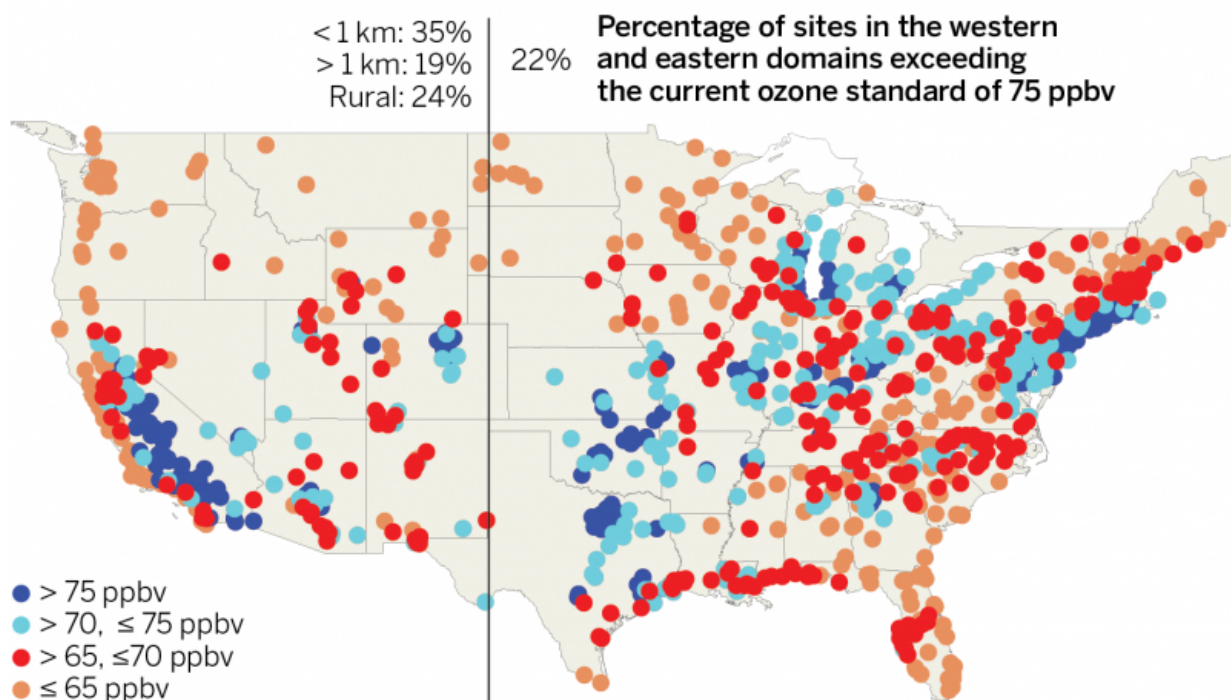 < 1 km: 35%
> 1 km: 19%
Rural: 24%
22%
Percentage of sites in the western
and eastern domains exceeding
the current ozone standard of 75 ppbv
> 75 ppbv
> 70, ≤ 75 ppbv
> 65, ≤70 ppbv
≤ 65 ppbv